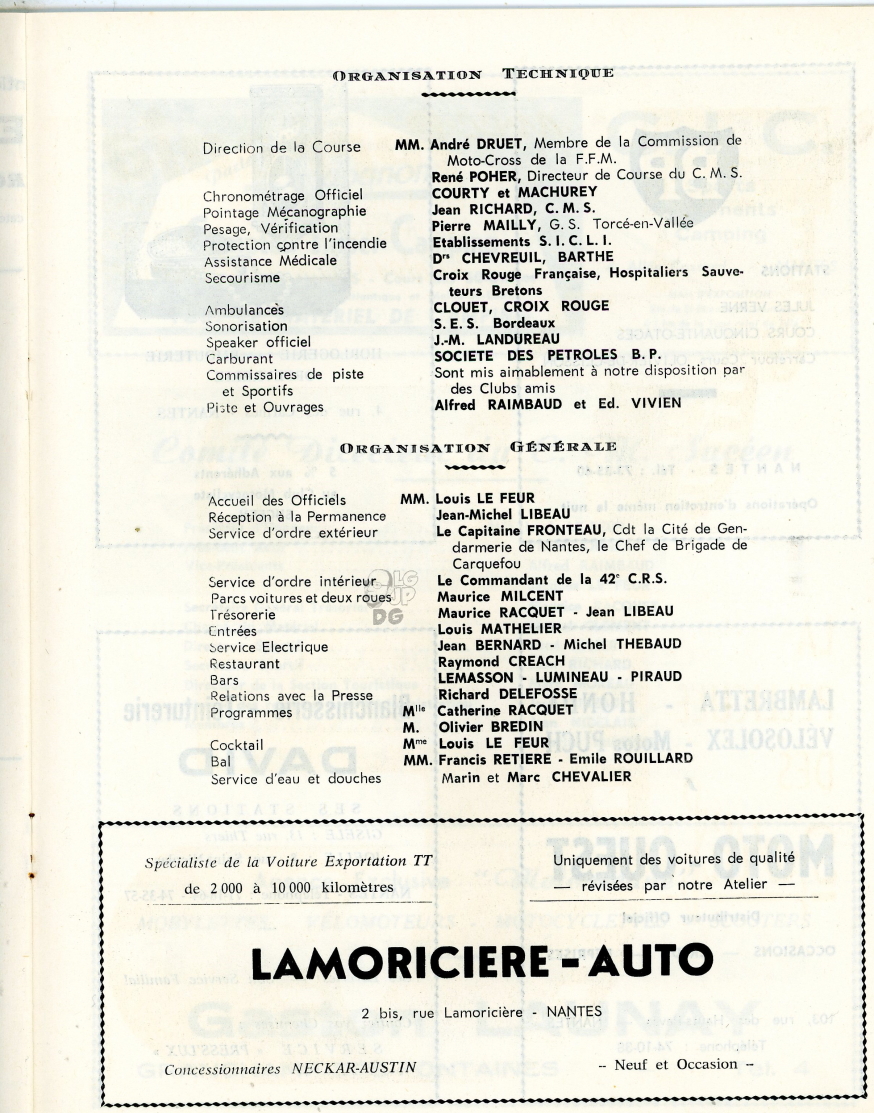 ORGANISATION TECHNIQUE
Direction de la Course MM. André DRUET, Membre de la Commission de
Moto-Cross de la F.F.M.
René POHER, Directeur de Course du C.M.S.
Chronométrage Officiel COURTY et MACHUREY
Pointage Mécanographie Jean RICHARD, C.M.S.
Pesage, Vérification Pierre MAILLY, G.S. Torcé-en-Vallée
Protection contre l'incendie Etablissements S.I.C.L.I.
Assistance Médicale Drs CHEVREUIL, BARTHE
Secourisme Croix Rouge Française, Hospitaliers Sauve-
teurs Bretons
Ambulances CLOUET, CROIX ROUGE
Sonorisation S.E.S. Bordeaux
Speaker officiel J.-M. LANDUREAU
Carburant SOCIETE DES PETROLES B.P.
Commissaires de piste Sont mis aimablement à notre disposition par
et Sportifs des Clubs amis
Piste et Ouvrages Alfred RAIMBAUD et Ed. VIVIEN
ORGANISATION GÉNÉRALE
Accueil des Officiels MM. Louis LE FEUR
Réception à la Permanence Jean-Michel LIBEAU
Service d'ordre extérieur Le Capitaine FRONTEAU, Cdt la Cité de Gen-
darmerie de Nantes, le Chef de Brigade de
Carquefou
Service d'ordre intérieur Le Commandant de la 42e C.R.S.
Parcs voitures et deux roues Maurice MILCENT
Trésorerie Maurice RACQUET - Jean LIBEAU
Entrées Louis MATHELIER
Service Electrique Jean BERNARD - Michel THEBAUD
Restaurant Raymond CREACH
Bars LEMASSON - LUMINEAU - PIRAUD
Relations avec la Presse Richard DELEFOSSE
Programmes Mlle Catherine RACQUET
M. Olivier BREDIN
Cocktail Mme Louis LE FEUR
Bal MM. Francis RETIERE - Emile ROUILLARD
Service d'eau et douches Marin et Marc CHEVALIER
Spécialiste de la Voiture Exportation TT
de 2 000 à 10 000 kilomètres
Uniquement des voitures de qualité
— révisées par notre Atelier —
LAMORICIERE - AUTO
2 bis, rue Lamoricière - NANTES
Concessionnaires NECKAR-AUSTIN
-- Neuf et Occasion --